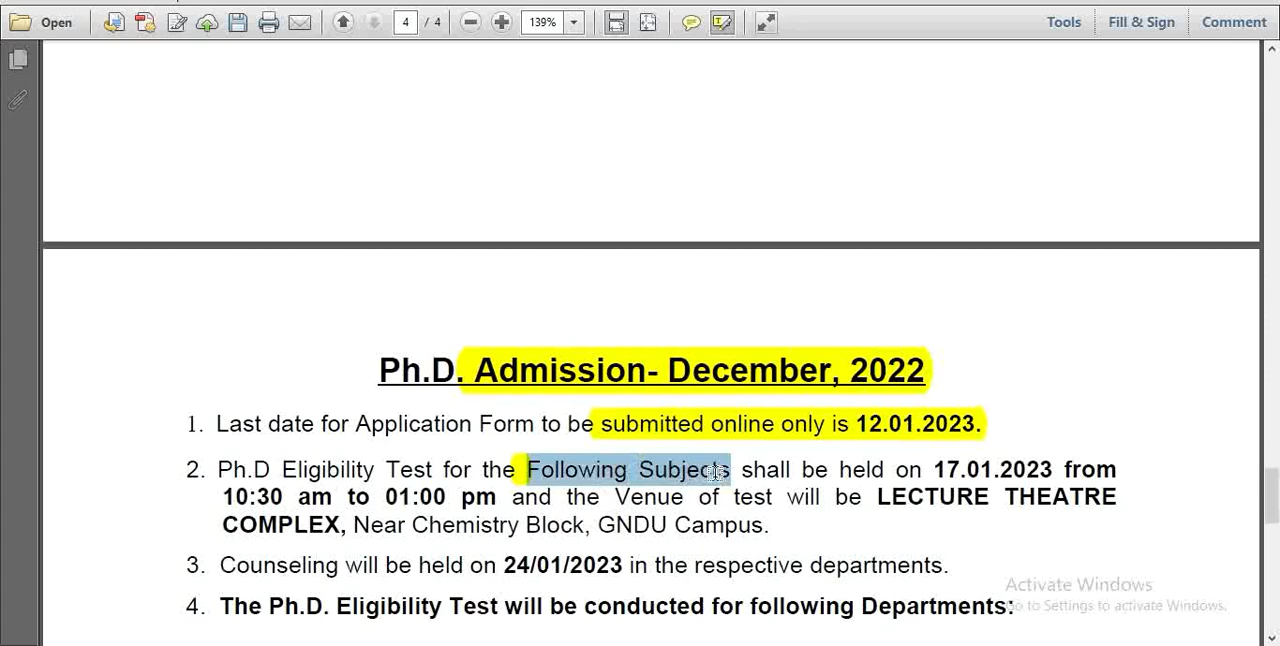 Open 4 / 4 139% Tools Fill & Sign Comment
Ph.D. Admission- December, 2022
1. Last date for Application Form to be submitted online only is 12.01.2023.
2. Ph.D Eligibility Test for the Following Subjects shall be held on 17.01.2023 from
10:30 am to 01:00 pm and the Venue of test will be LECTURE THEATRE
COMPLEX, Near Chemistry Block, GNDU Campus.
3. Counseling will be held on 24/01/2023 in the respective departments.
Activate Windows
4. The Ph.D. Eligibility Test will be conducted for following Departments:
Go to Settings to activate Windows.